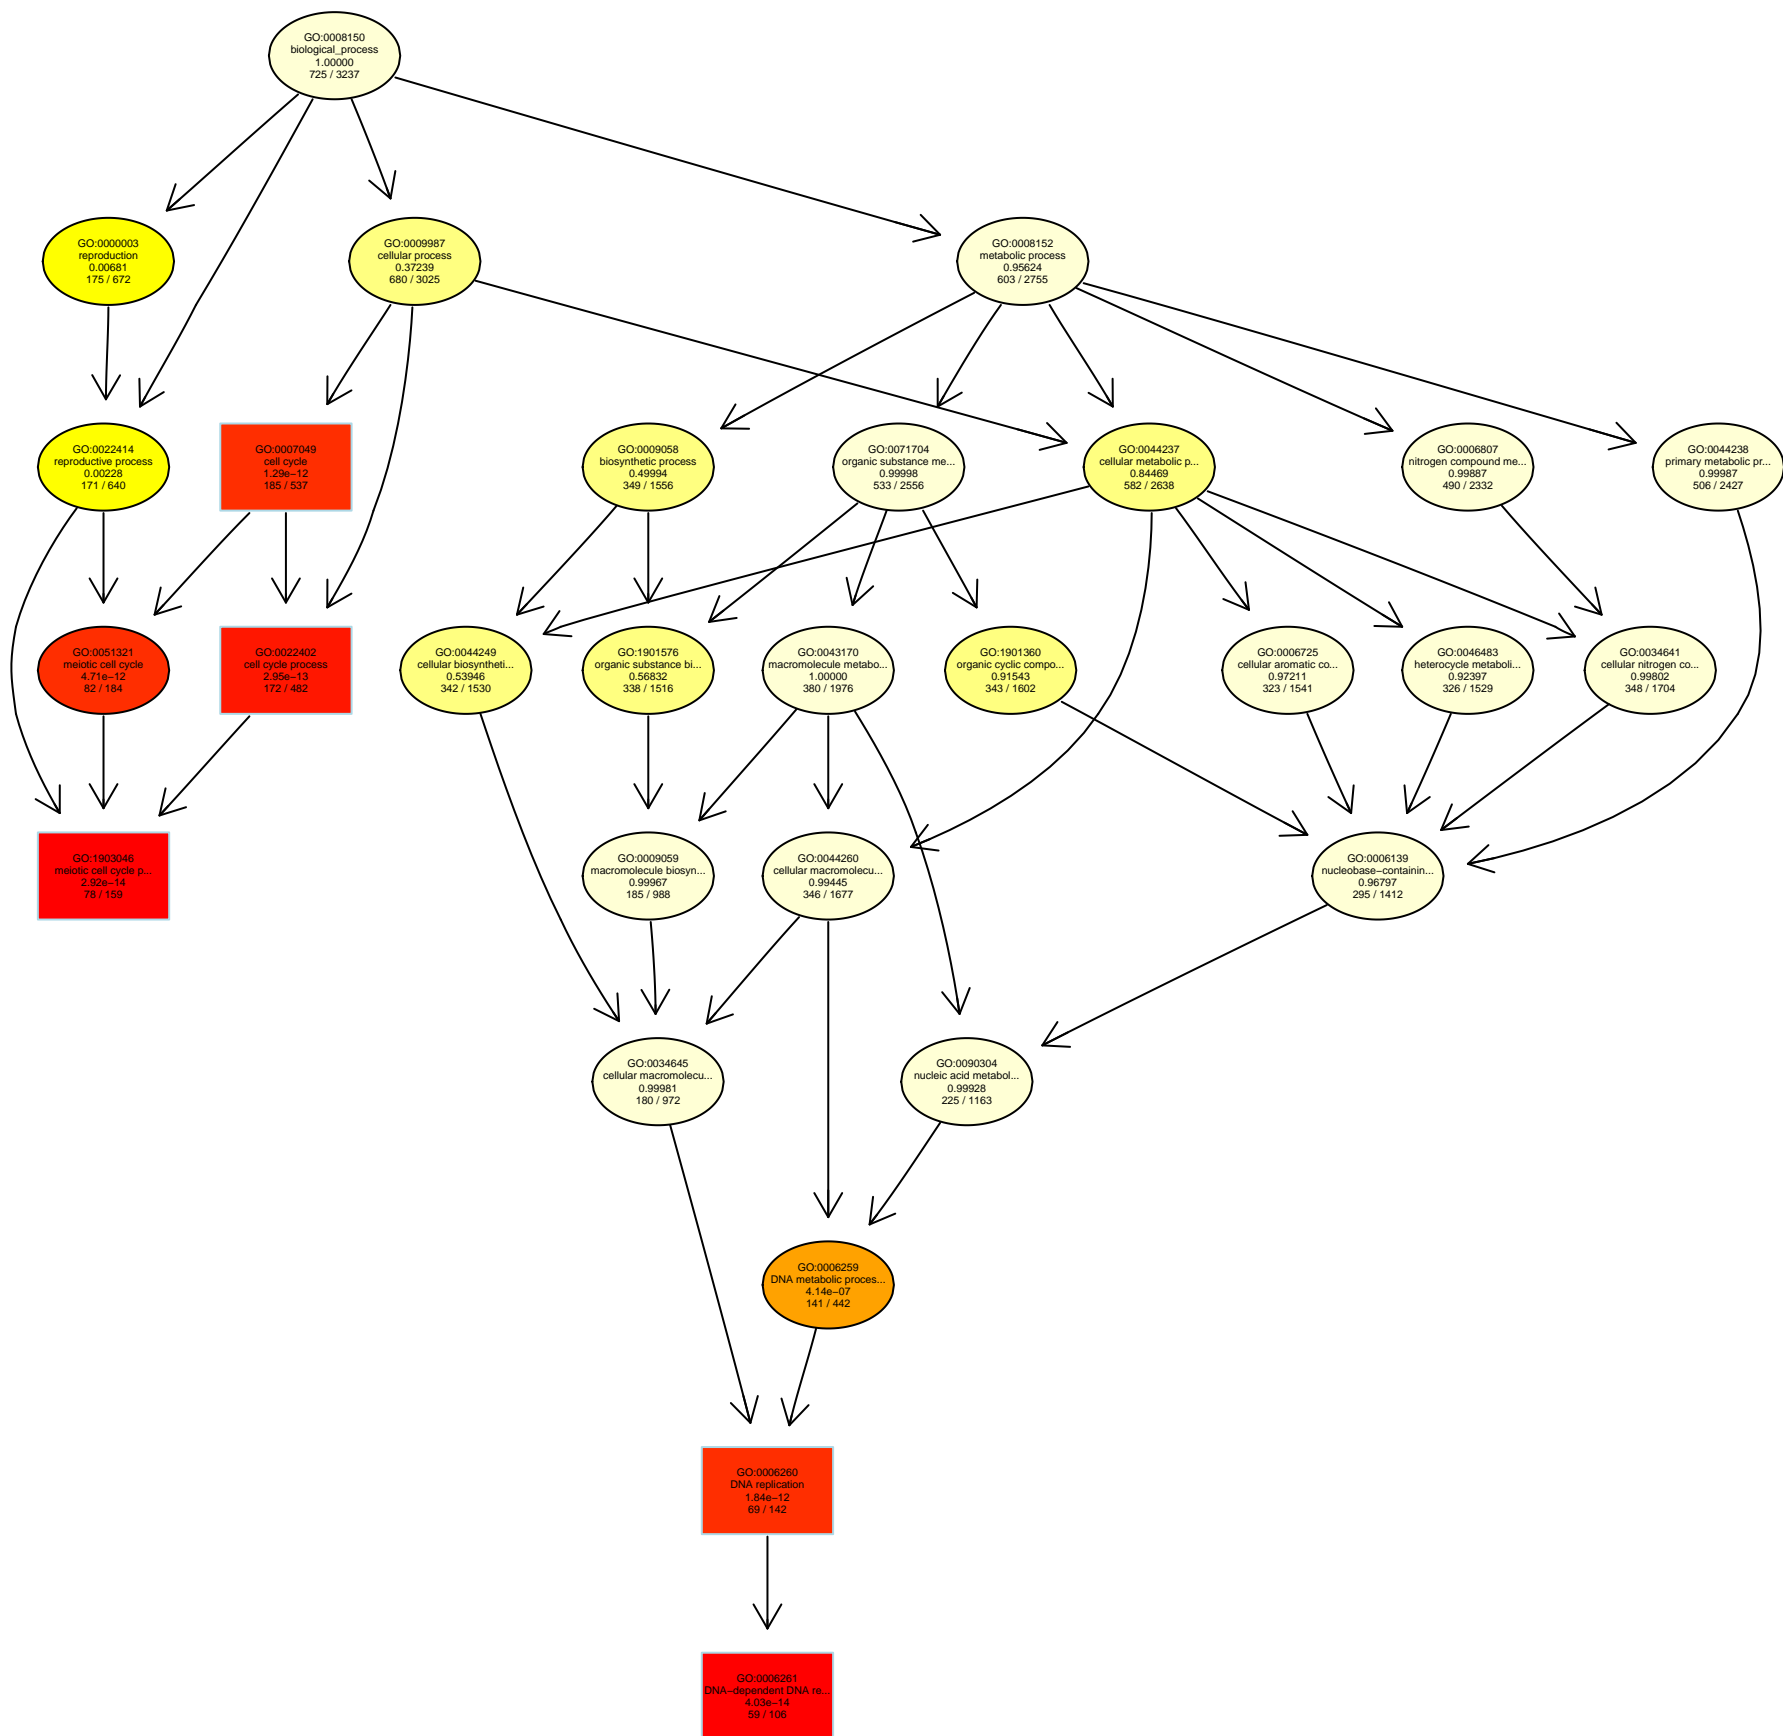 GO:0008150
biological_process
1.00000
725 / 3237
GO:0000003
reproduction
0.00681
175 / 672
GO:0009987
cellular process
0.37239
680 / 3025
GO:0008152
metabolic process
0.95624
603 / 2755
GO:0022414
reproductive process
0.00228
171 / 640
GO:0007049
cell cycle
1.29e−12
185 / 537
GO:0009058
biosynthetic process
0.49994
349 / 1556
GO:0071704
organic substance me...
0.99998
533 / 2556
GO:0044237
cellular metabolic p...
0.84469
582 / 2638
GO:0006807
nitrogen compound me...
0.99887
490 / 2332
GO:0044238
primary metabolic pr...
0.99987
506 / 2427
GO:0051321
meiotic cell cycle
4.71e−12
82 / 184
GO:0022402
cell cycle process
2.95e−13
172 / 482
GO:0044249
cellular biosyntheti...
0.53946
342 / 1530
GO:1901576
organic substance bi...
0.56832
338 / 1516
GO:0043170
macromolecule metabo...
1.00000
380 / 1976
GO:1901360
organic cyclic compo...
0.91543
343 / 1602
GO:0006725
cellular aromatic co...
0.97211
323 / 1541
GO:0046483
heterocycle metaboli...
0.92397
326 / 1529
GO:0034641
cellular nitrogen co...
0.99802
348 / 1704
GO:1903046
meiotic cell cycle p...
2.92e−14
78 / 159
GO:0009059
macromolecule biosyn...
0.99967
185 / 988
GO:0044260
cellular macromolecu...
0.99445
346 / 1677
GO:0006139
nucleobase−containin...
0.96797
295 / 1412
GO:0034645
cellular macromolecu...
0.99981
180 / 972
GO:0090304
nucleic acid metabol...
0.99928
225 / 1163
GO:0006259
DNA metabolic proces...
4.14e−07
141 / 442
GO:0006260
DNA replication
1.84e−12
69 / 142
GO:0006261
DNA−dependent DNA re...
4.03e−14
59 / 106